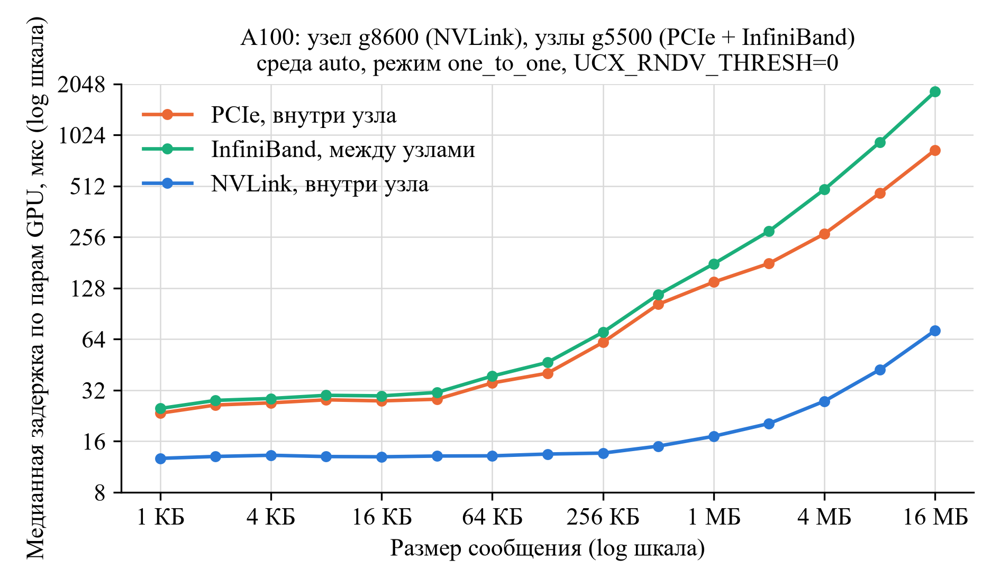 A100: узел g8600 (NVLink), узлы g5500 (PCIe + InfiniBand)
среда auto, режим one_to_one, UCX_RNDV_THRESH=0
Медианная задержка по парам GPU, мкс (log шкала)
2048
1024
512
256
128
64
32
16
8
PCIe, внутри узла
InfiniBand, между узлами
NVLink, внутри узла
1 КБ
4 КБ
16 КБ
64 КБ
256 КБ
1 МБ
4 МБ
16 МБ
Размер сообщения (log шкала)